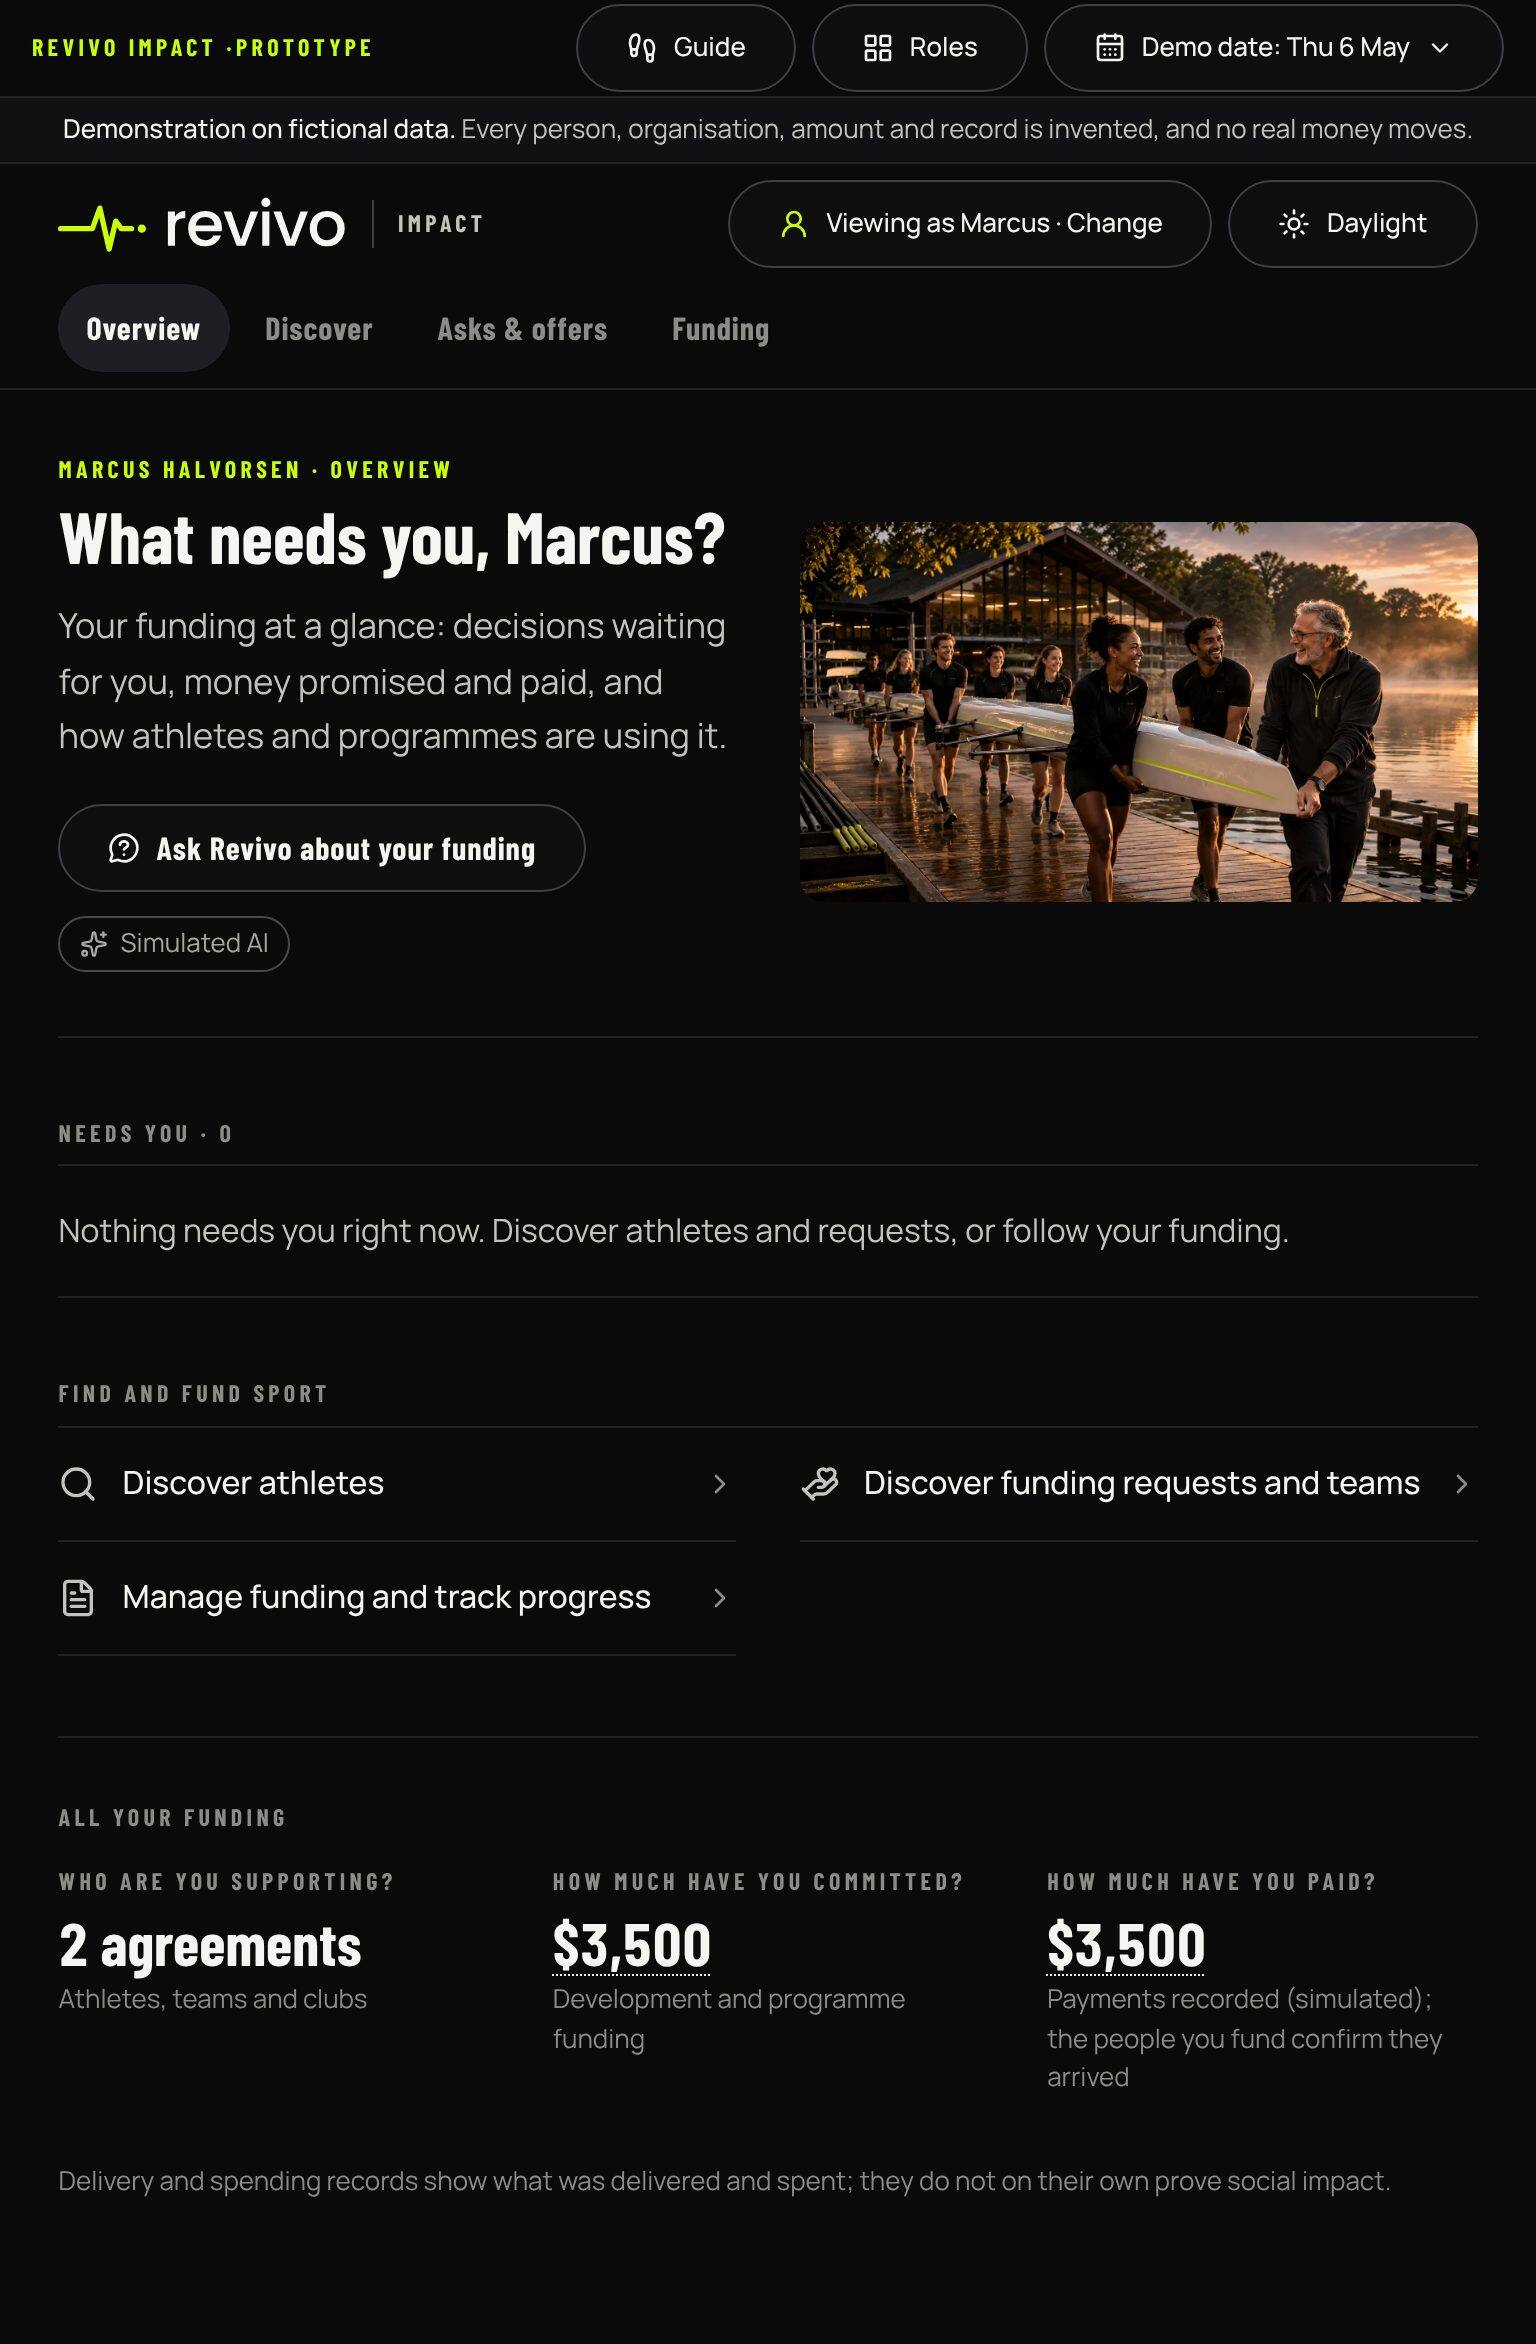 REVIVO IMPACT ·PROTOTYPE
Guide
Roles
Demo date: Thu 6 May
Demonstration on fictional data. Every person, organisation, amount and record is invented, and no real money moves.
revivo
IMPACT
Viewing as Marcus · Change
Daylight
Overview
Discover
Asks & offers
Funding
MARCUS HALVORSEN · OVERVIEW
What needs you, Marcus?
Your funding at a glance: decisions waiting
for you, money promised and paid, and
how athletes and programmes are using it.
Ask Revivo about your funding
Simulated AI
NEEDS YOU · 0
Nothing needs you right now. Discover athletes and requests, or follow your funding.
FIND AND FUND SPORT
Discover athletes
Discover funding requests and teams
Manage funding and track progress
ALL YOUR FUNDING
WHO ARE YOU SUPPORTING?
2 agreements
Athletes, teams and clubs
HOW MUCH HAVE YOU COMMITTED?
$3,500
Development and programme
funding
HOW MUCH HAVE YOU PAID?
$3,500
Payments recorded (simulated);
the people you fund confirm they
arrived
Delivery and spending records show what was delivered and spent; they do not on their own prove social impact.